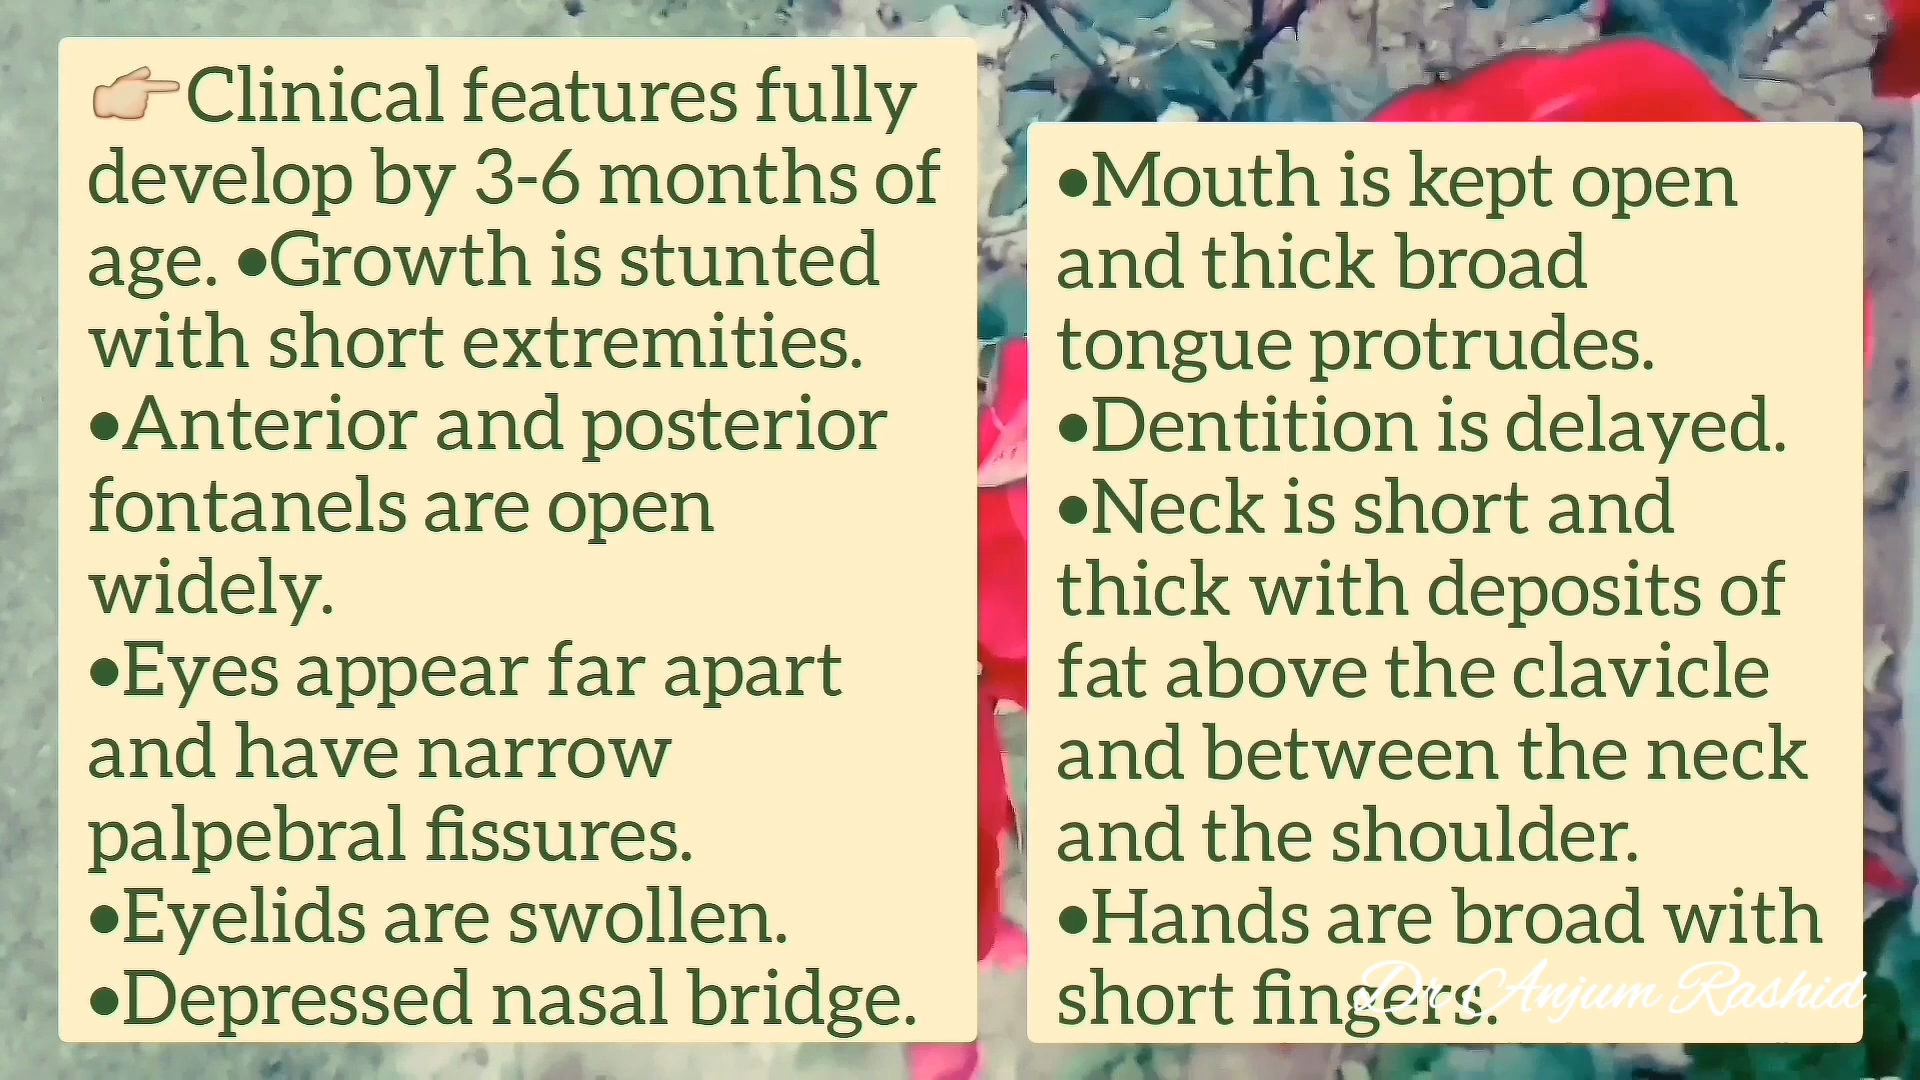 👉Clinical features fully
develop by 3-6 months of
age. •Growth is stunted
with short extremities.
•Anterior and posterior
fontanels are open
widely.
•Eyes appear far apart
and have narrow
palpebral fissures.
•Eyelids are swollen.
•Depressed nasal bridge.
•Mouth is kept open
and thick broad
tongue protrudes.
•Dentition is delayed.
•Neck is short and
thick with deposits of
fat above the clavicle
and between the neck
and the shoulder.
•Hands are broad with
short fingers.
Dr Anjum Rashid